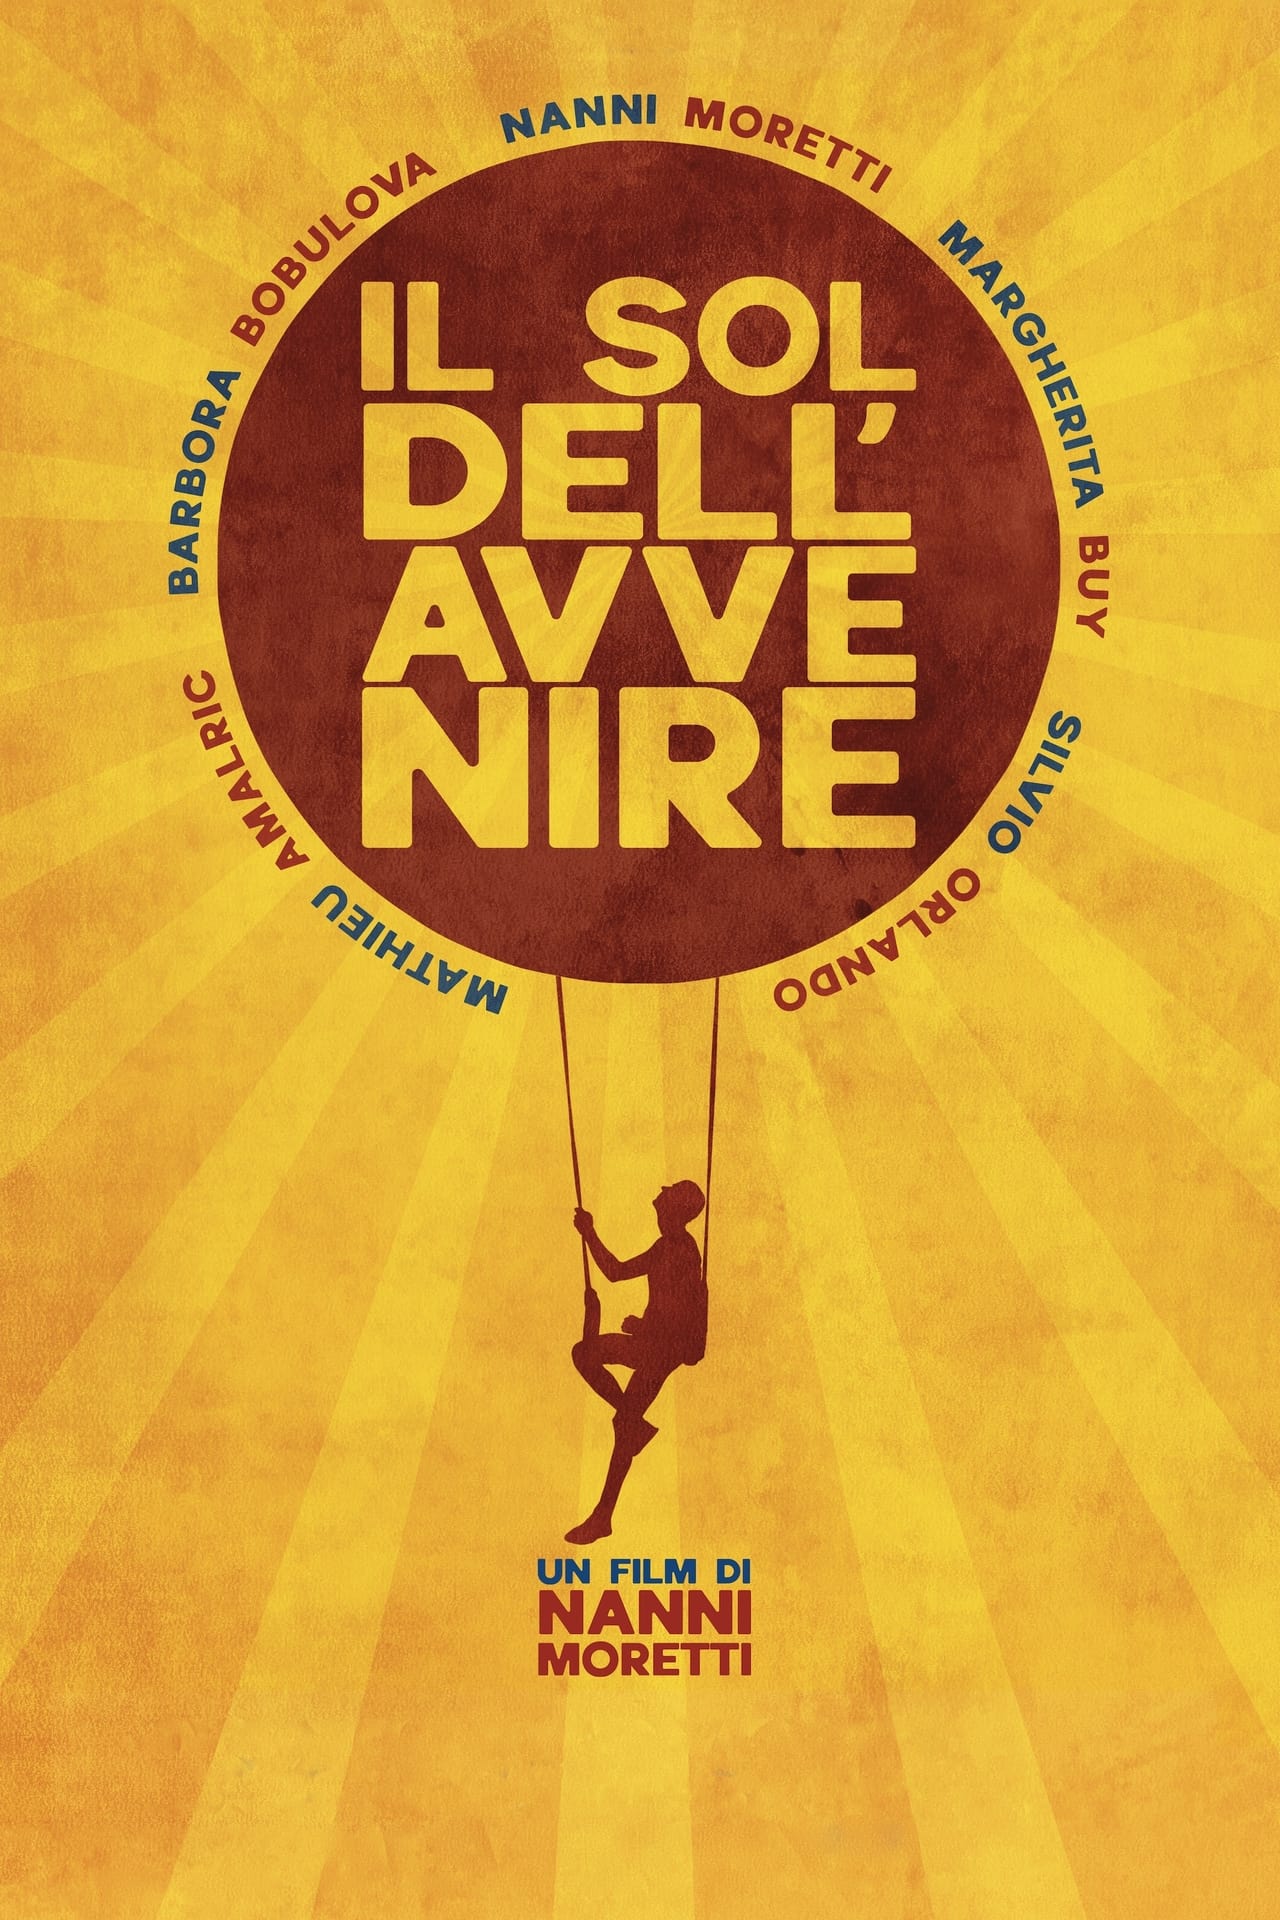 NANNI MORETTI
MARGHERITA BUY
SILVIO ORLANDO
MATHIEU AMALRIC
BARBORA BOBULOVA
IL SOL
DELL'
AVVE
NIRE
UN FILM DI
NANNI
MORETTI